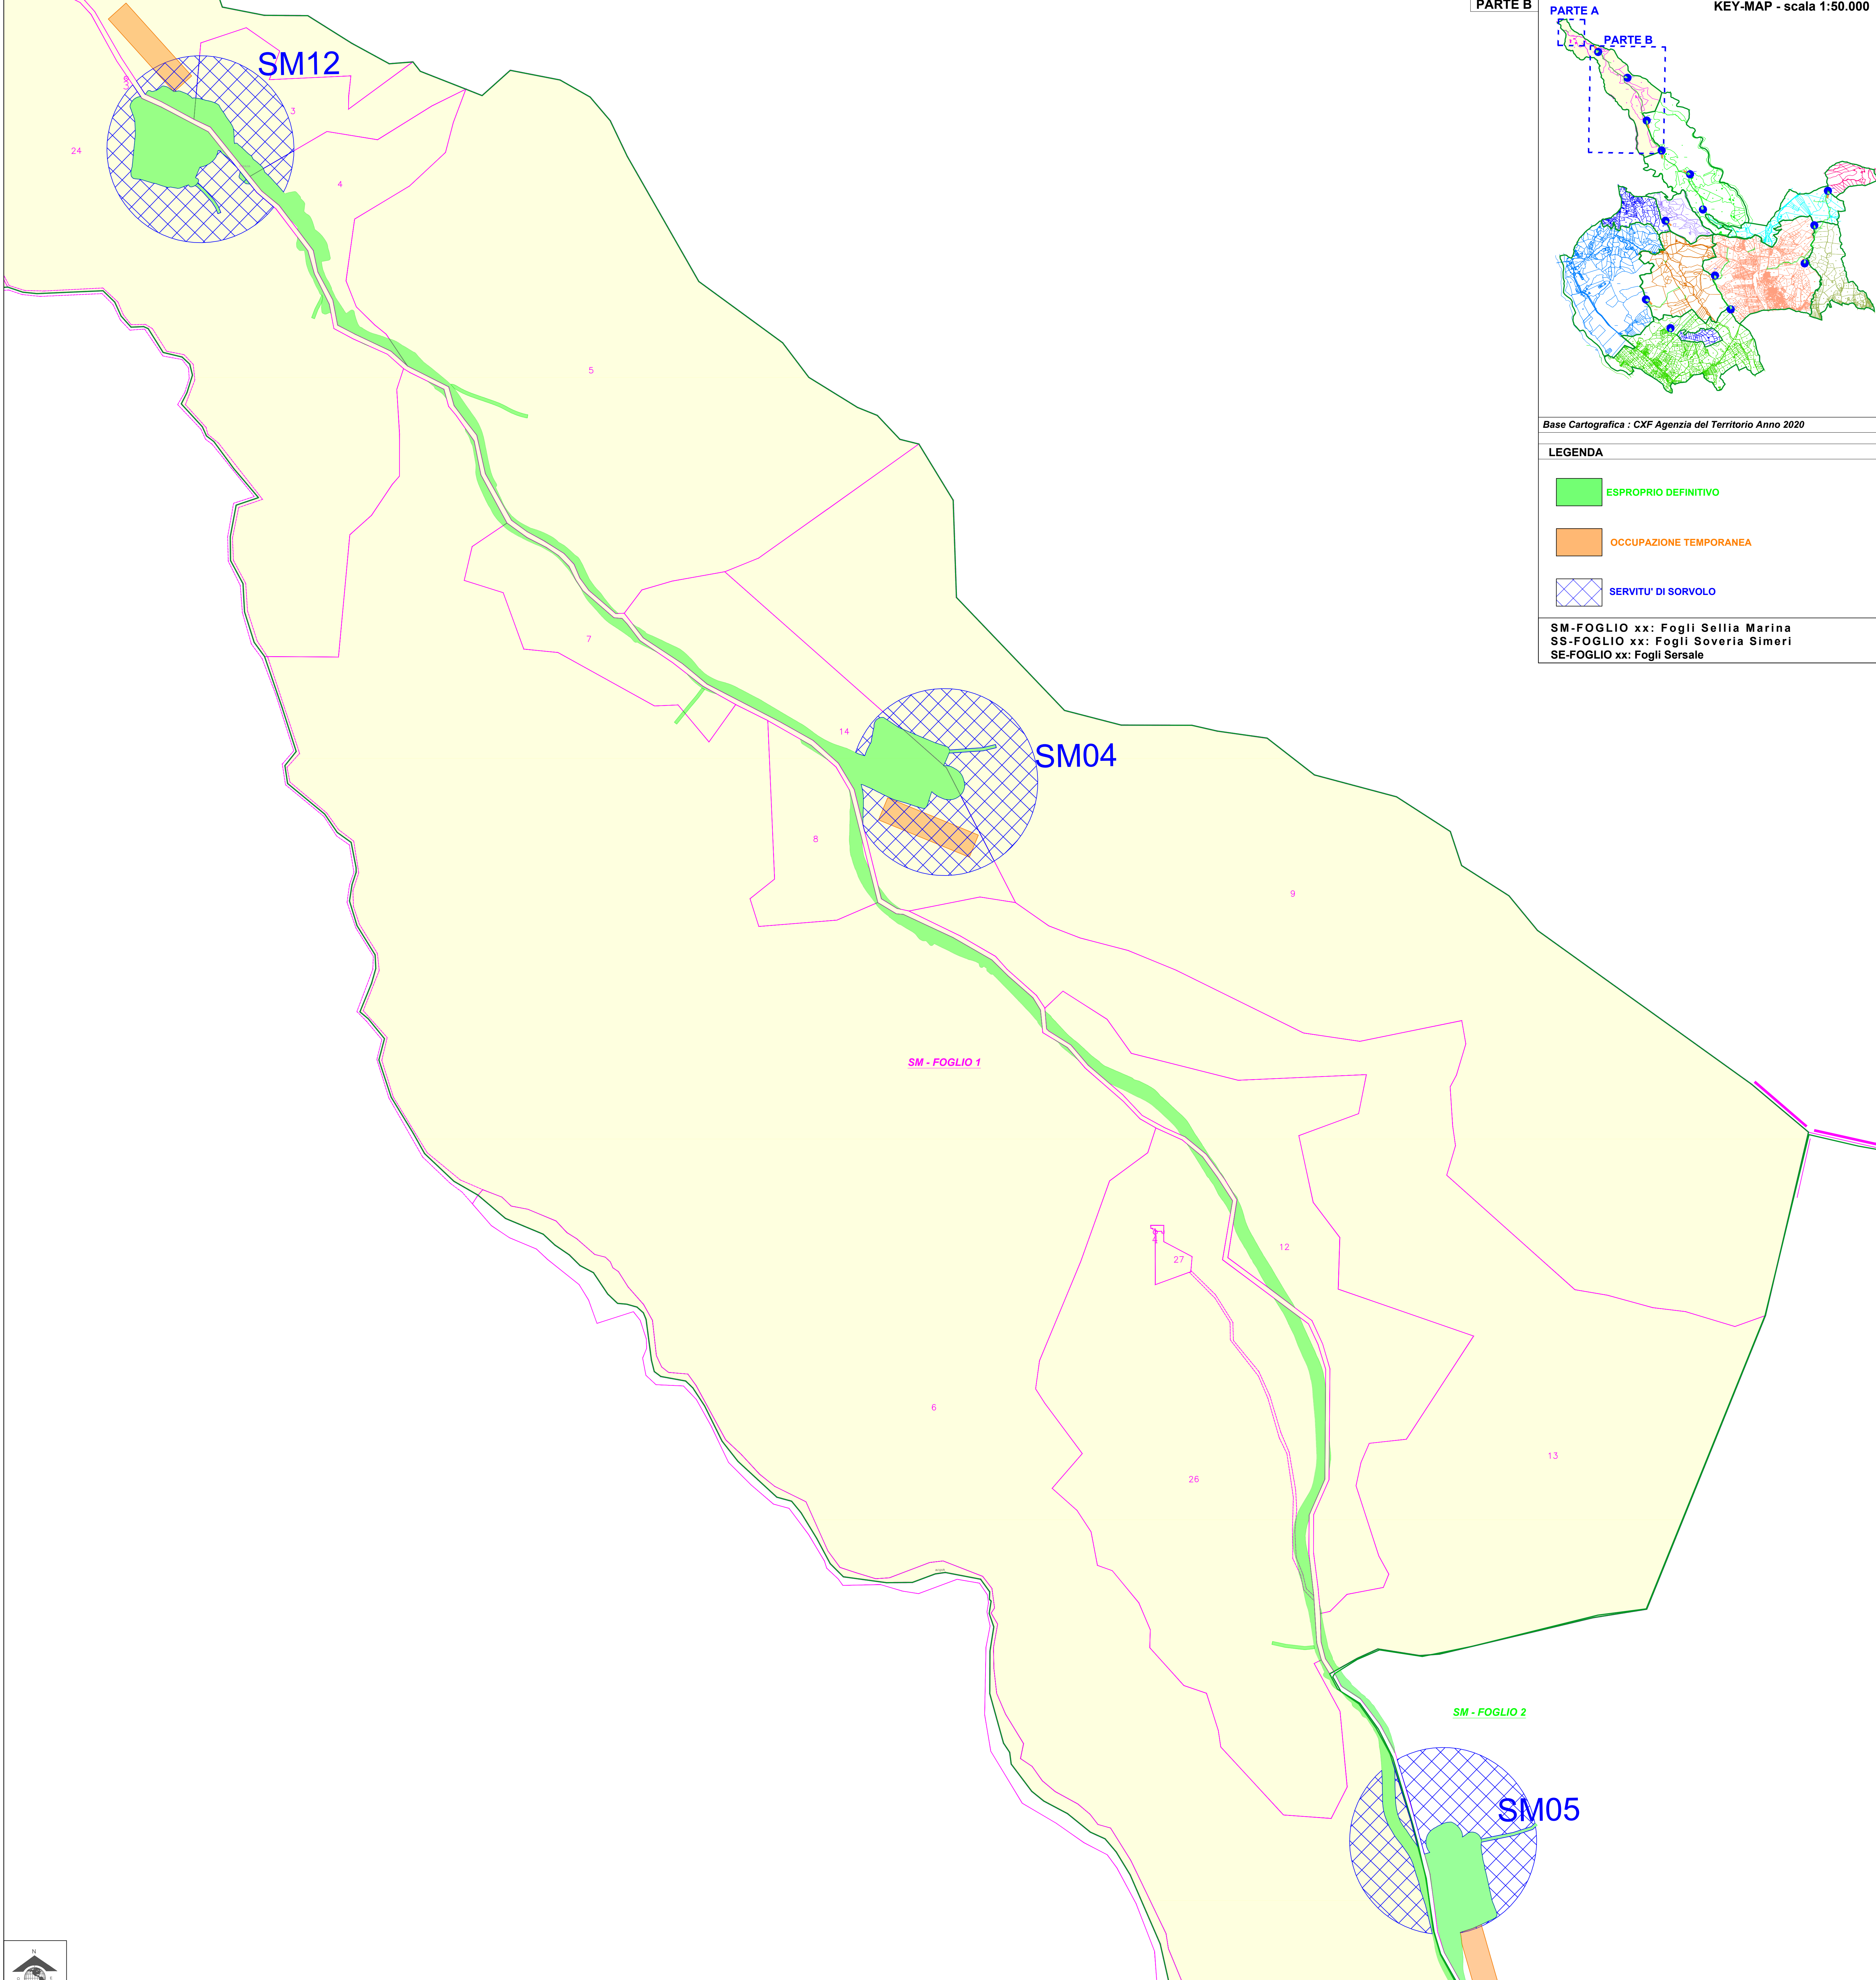 PARTE B
KEY-MAP - scala 1:50.000
PARTE A
PARTE B
Base Cartografica : CXF Agenzia del Territorio Anno 2020
LEGENDA
ESPROPRIO DEFINITIVO
OCCUPAZIONE TEMPORANEA
SERVITU' DI SORVOLO
SM-FOGLIO xx: Fogli Sellia Marina
SS-FOGLIO xx: Fogli Soveria Simeri
SE-FOGLIO xx: Fogli Sersale
SM12
3
24
4
5
7
14
SM04
8
9
SM - FOGLIO 1
12
27
6
13
26
SM - FOGLIO 2
SM05
N